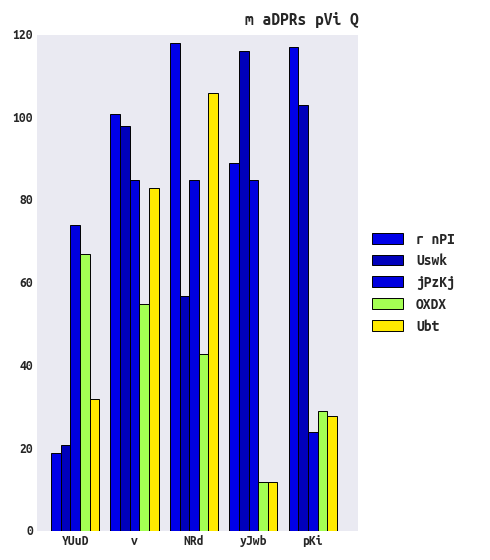 m aDPRs pVi Q
120
100
80
60
40
20
0
YUuD v NRd yJwb pKi
r nPI
Uswk
jPzKj
OXDX
Ubt